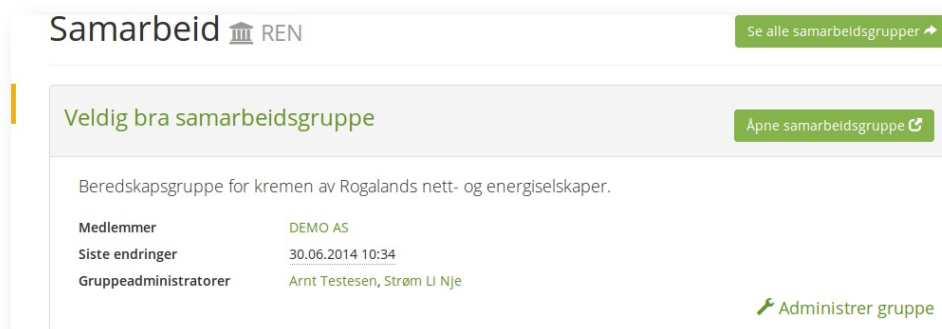 Samarbeid REN
Se alle samarbeidsgrupper
Veldig bra samarbeidsgruppe
Åpne samarbeidsgruppe
Beredskapsgruppe for kremen av Rogalands nett- og energiselskaper.
Medlemmer DEMO AS
Siste endringer 30.06.2014 10:34
Gruppeadministratorer Arnt Testesen, Strøm Li Nje
Administrer gruppe